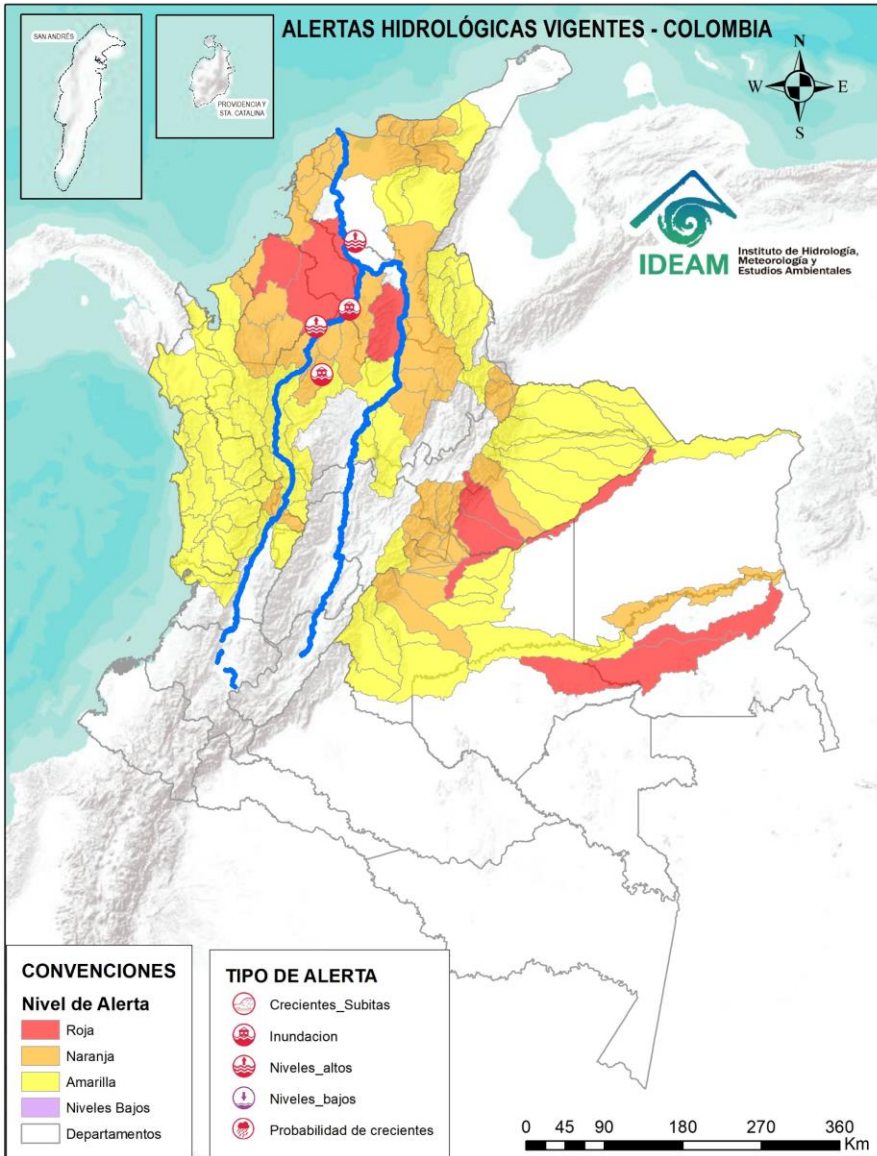 ALERTAS HIDROLÓGICAS VIGENTES - COLOMBIA
SAN ANDRÉS
PROVIDENCIA Y
STA. CATALINA
N
W
E
S
IDEAM
Instituto de Hidrología,
Meteorología y
Estudios Ambientales
CONVENCIONES
Nivel de Alerta
Roja
Naranja
Amarilla
Niveles Bajos
Departamentos
TIPO DE ALERTA
Crecientes_Subitas
Inundacion
Niveles_altos
Niveles_bajos
Probabilidad de crecientes
0 45 90 180 270 360
Km